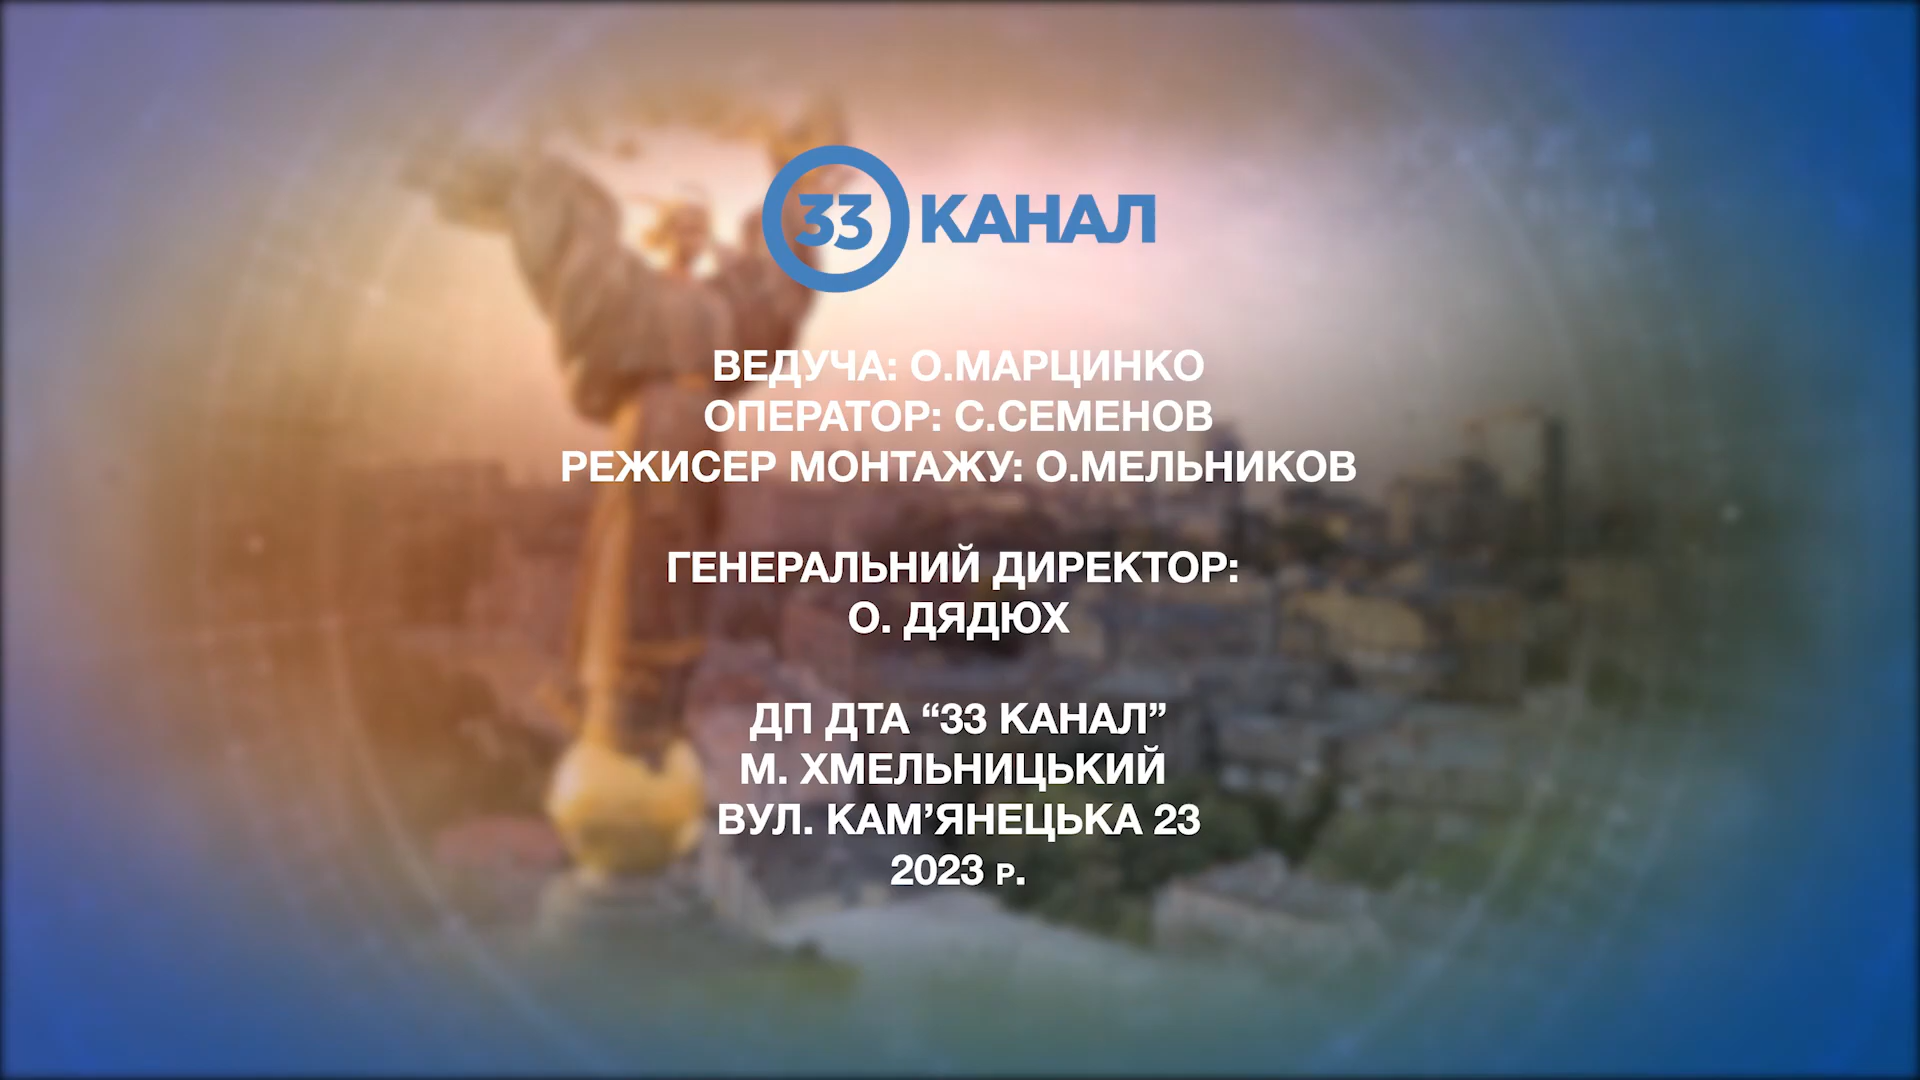 33 КАНАЛ
ВЕДУЧА: О.МАРЦИНКО
ОПЕРАТОР: С.СЕМЕНОВ
РЕЖИСЕР МОНТАЖУ: О.МЕЛЬНИКОВ
ГЕНЕРАЛЬНИЙ ДИРЕКТОР:
О. ДЯДЮХ
ДП ДТА “33 КАНАЛ”
М. ХМЕЛЬНИЦЬКИЙ
ВУЛ. КАМ’ЯНЕЦЬКА 23
2023 р.